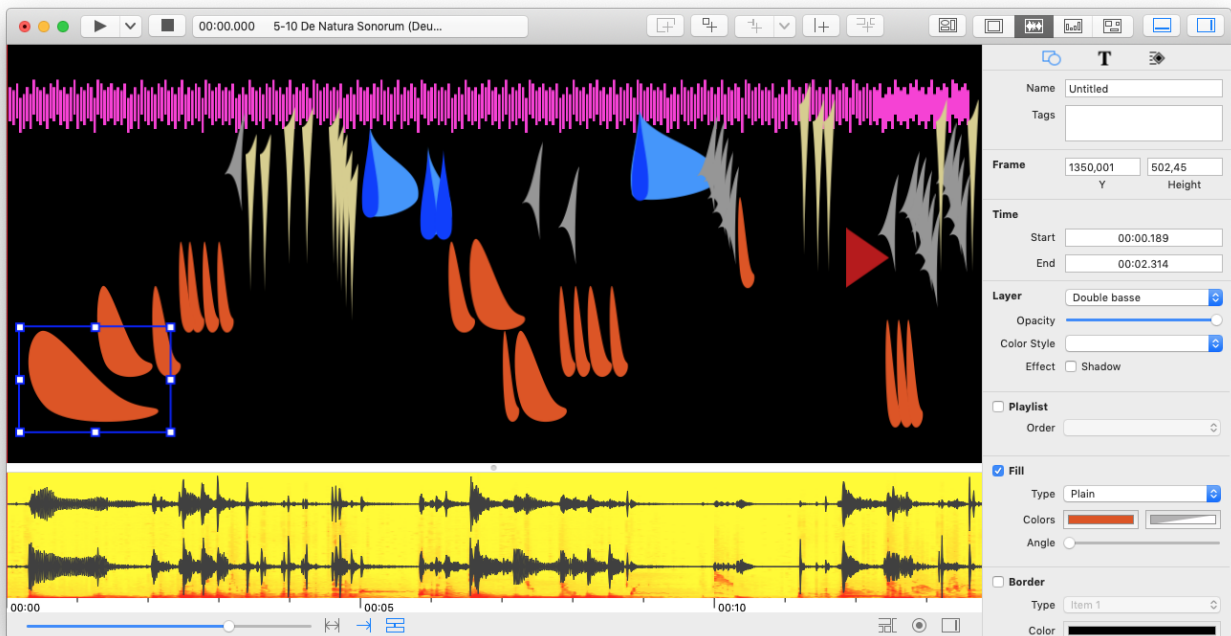 00:00.000 5-10 De Natura Sonorum (Deu...
T
Name Untitled
Tags
Frame 1350,001 502,45
Y Height
Time
Start 00:00.189
End 00:02.314
Layer Double basse
Opacity
Color Style
Effect Shadow
Playlist
Order
Fill
Type Plain
Colors
Angle
Border
Type Item 1
Color
00:00 00:05 00:10